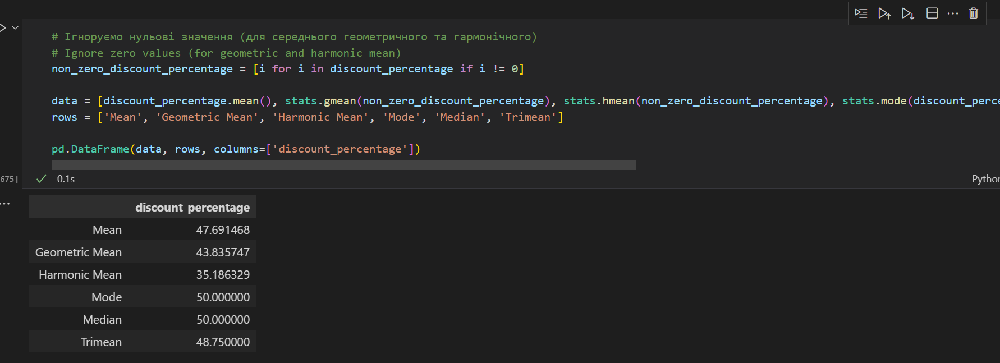 # Ігноруємо нульові значення (для середнього геометричного та гармонічного)
# Ignore zero values (for geometric and harmonic mean)
non_zero_discount_percentage = [i for i in discount_percentage if i != 0]
data = [discount_percentage.mean(), stats.gmean(non_zero_discount_percentage), stats.hmean(non_zero_discount_percentage), stats.mode(discount_perce
rows = ['Mean', 'Geometric Mean', 'Harmonic Mean', 'Mode', 'Median', 'Trimean']
pd.DataFrame(data, rows, columns=['discount_percentage'])
675] 0.1s Python
discount_percentage
Mean 47.691468
Geometric Mean 43.835747
Harmonic Mean 35.186329
Mode 50.000000
Median 50.000000
Trimean 48.750000